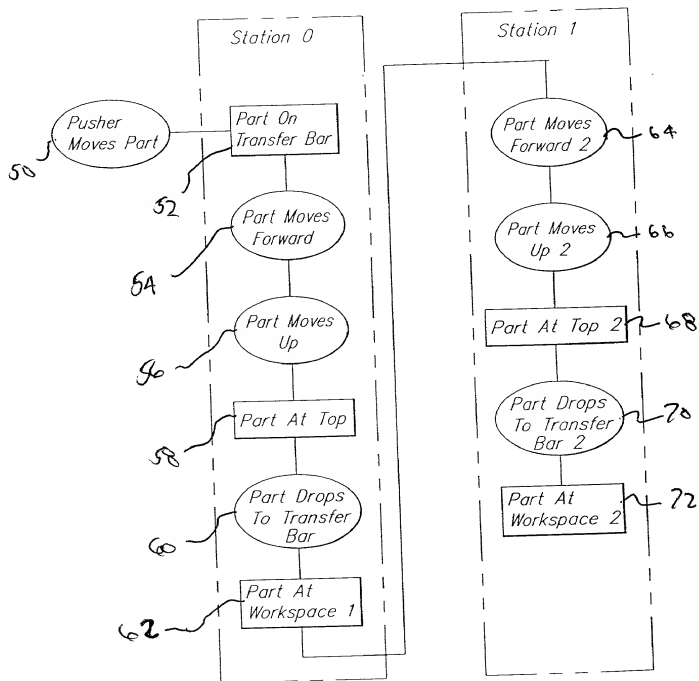 Station 0
Pusher
Moves Part
50
Part On
Transfer Bar
52
Part Moves
Forward
54
Part Moves
Up
56
Part At Top
58
Part Drops
To Transfer
Bar
60
Part At
Workspace 1
62
Station 1
Part Moves
Forward 2
64
Part Moves
Up 2
66
Part At Top 2
68
Part Drops
To Transfer
Bar 2
70
Part At
Workspace 2
72